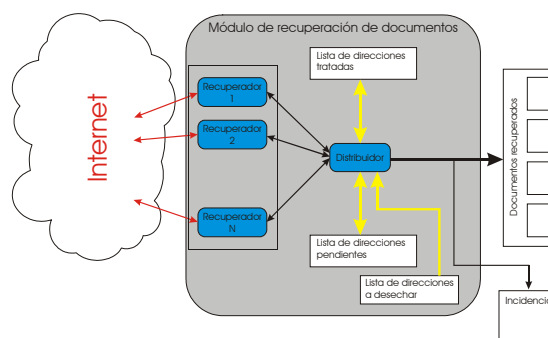 Módulo de recuperación de documentos
Internet
Recuperador
1
Recuperador
2
Recuperador
N
Lista de direcciones
tratadas
Distribuidor
Lista de direcciones
pendientes
Lista de direcciones
a desechar
Documentos recuperados